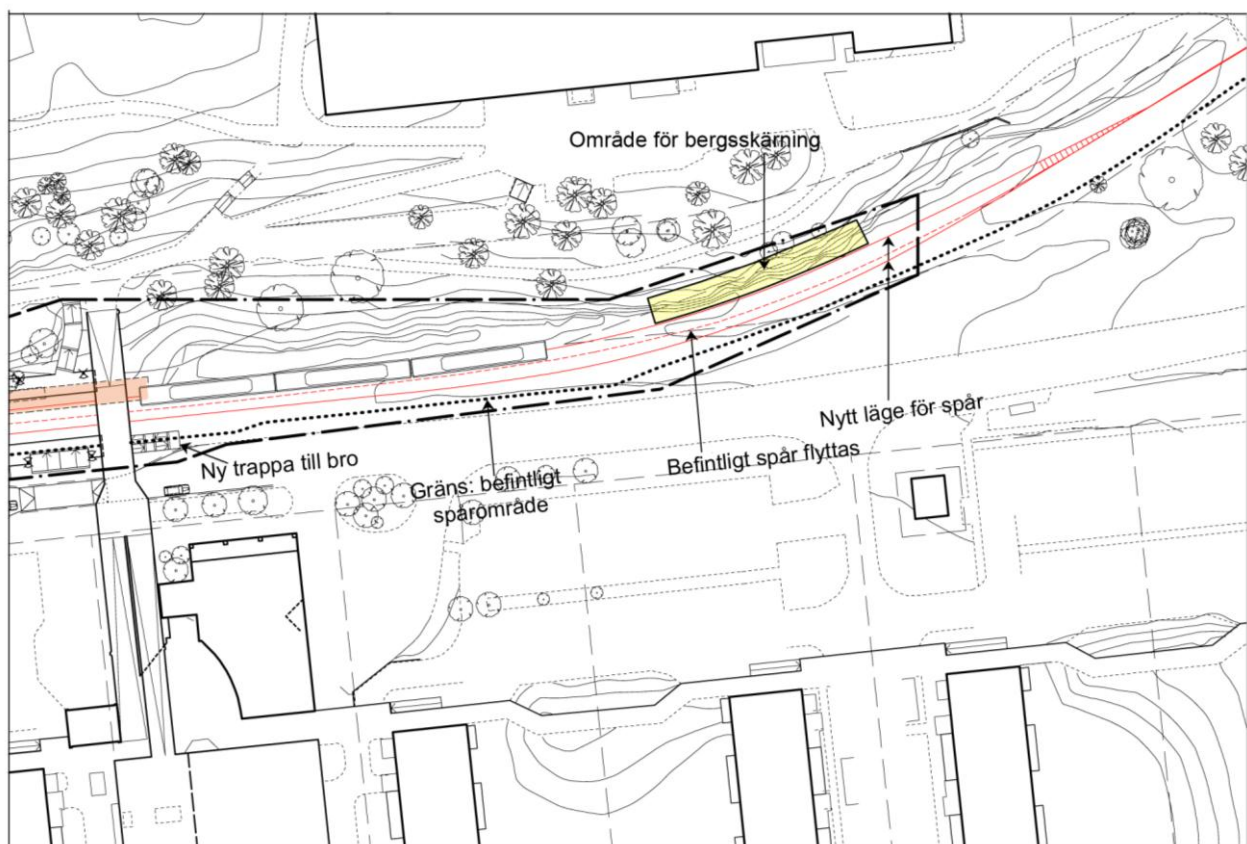 Område för bergsskärning
Nytt läge för spår
Befintligt spår flyttas
Ny trappa till bro
Gräns: befintligt
spårområde